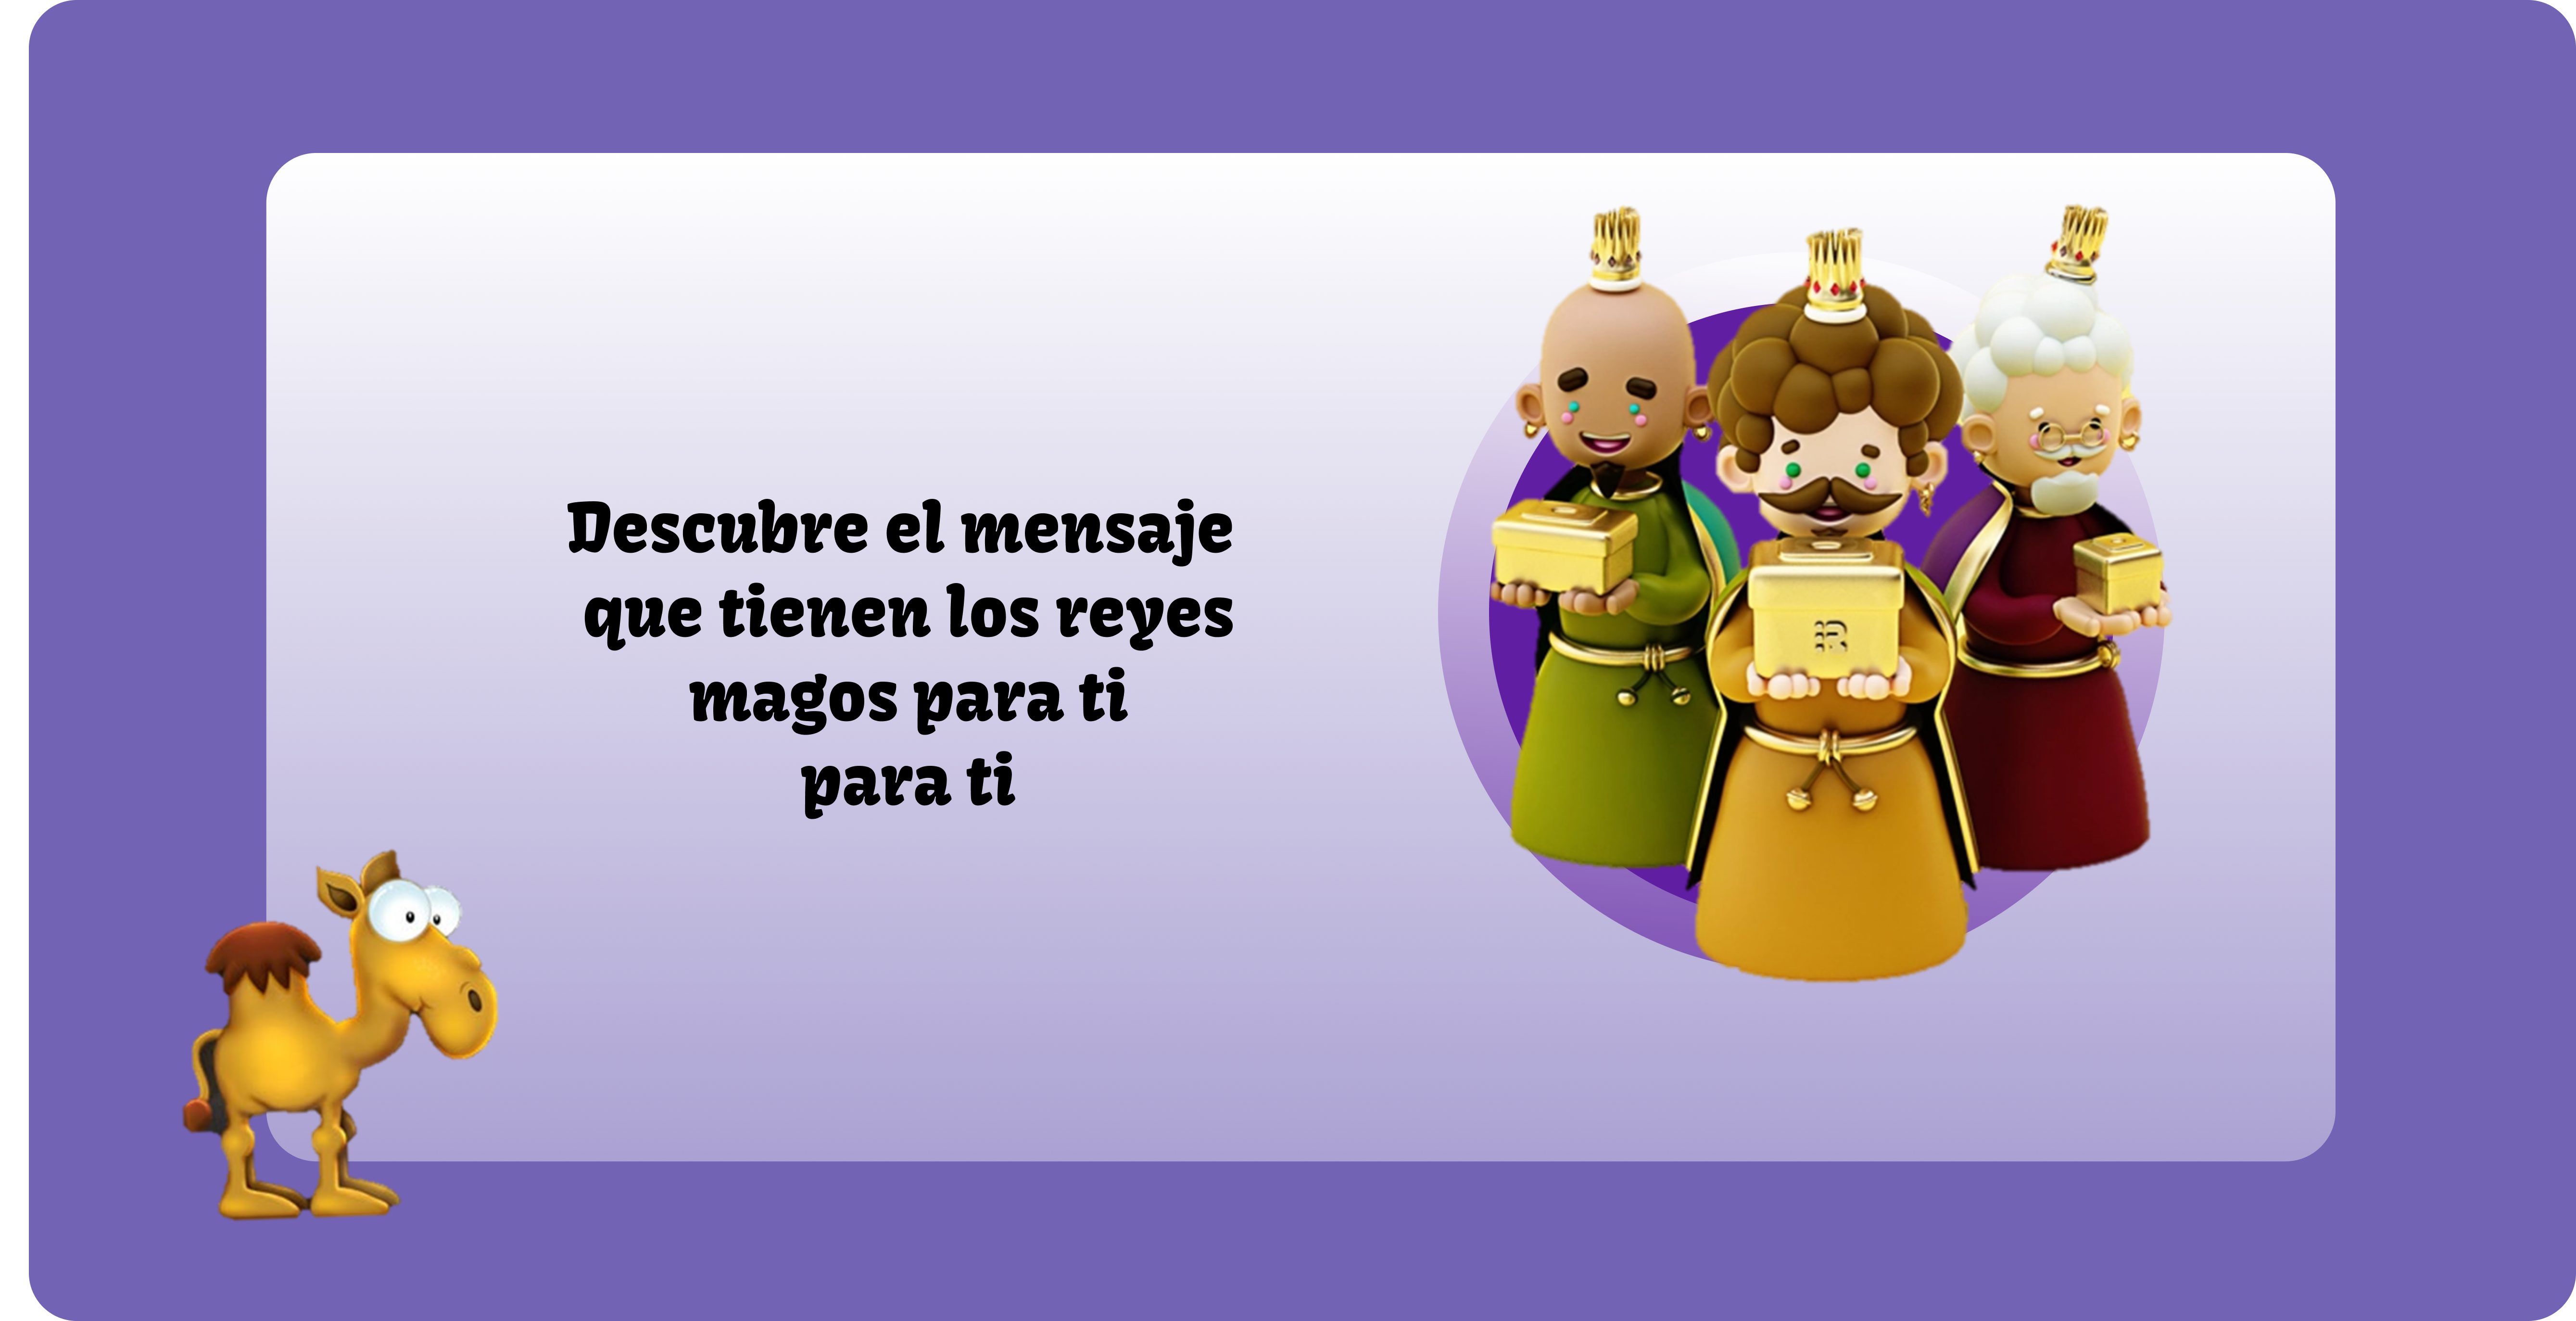 Descubre el mensaje
que tienen los reyes
magos para ti
para ti